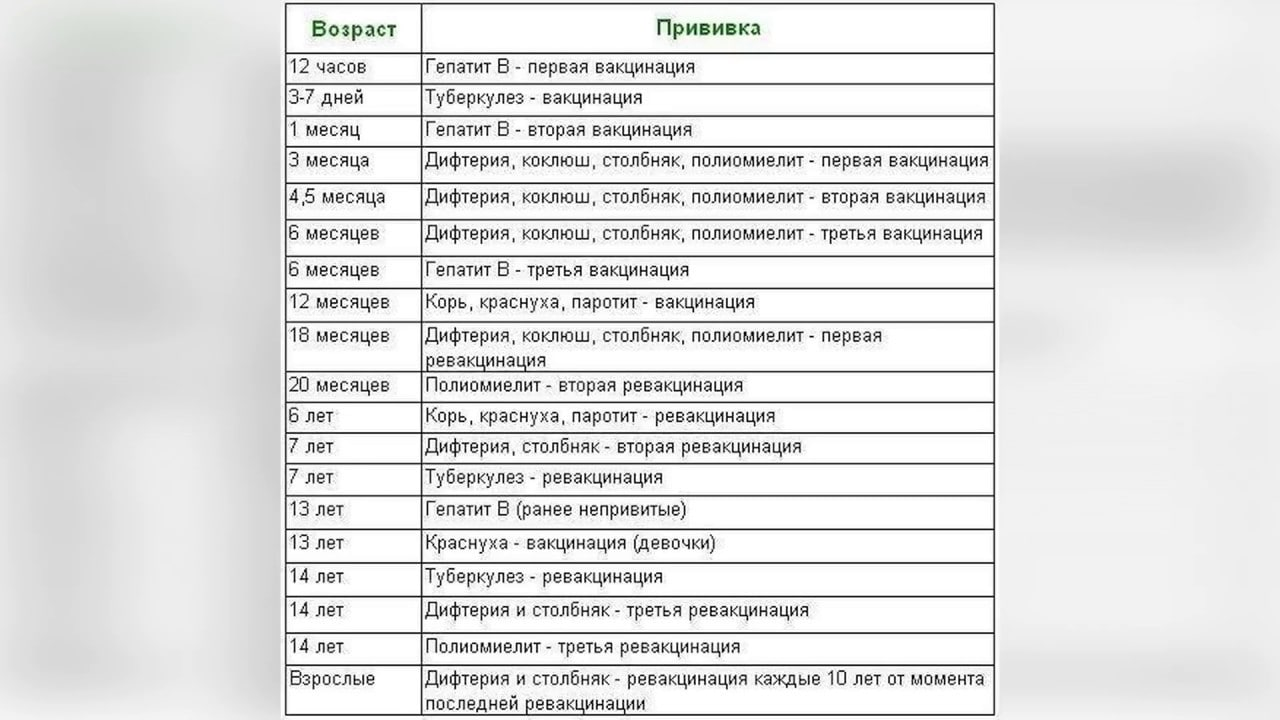 Возраст Прививка
12 часов Гепатит В - первая вакцинация
3-7 дней Туберкулез - вакцинация
1 месяц Гепатит В - вторая вакцинация
3 месяца Дифтерия, коклюш, столбняк, полиомиелит - первая вакцинация
4,5 месяца Дифтерия, коклюш, столбняк, полиомиелит - вторая вакцинация
6 месяцев Дифтерия, коклюш, столбняк, полиомиелит - третья вакцинация
6 месяцев Гепатит В - третья вакцинация
12 месяцев Корь, краснуха, паротит - вакцинация
18 месяцев Дифтерия, коклюш, столбняк, полиомиелит - первая
ревакцинация
20 месяцев Полиомиелит - вторая ревакцинация
6 лет Корь, краснуха, паротит - ревакцинация
7 лет Дифтерия, столбняк - вторая ревакцинация
7 лет Туберкулез - ревакцинация
13 лет Гепатит В (ранее непривитые)
13 лет Краснуха - вакцинация (девочки)
14 лет Туберкулез - ревакцинация
14 лет Дифтерия и столбняк - третья ревакцинация
14 лет Полиомиелит - третья ревакцинация
Взрослые Дифтерия и столбняк - ревакцинация каждые 10 лет от момента
последней ревакцинации